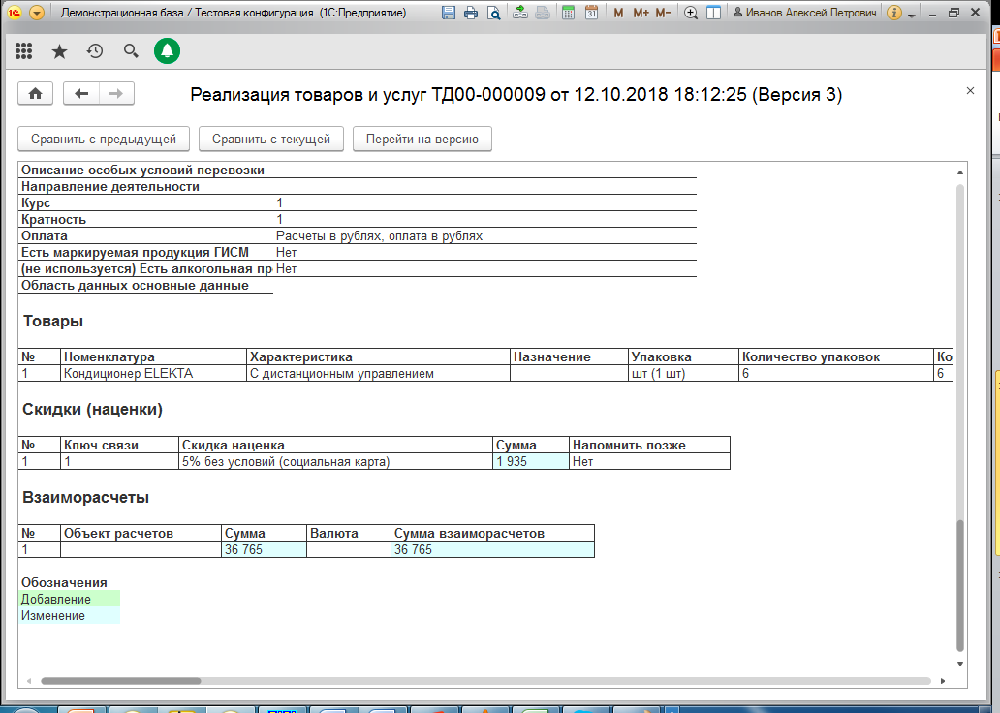 Демонстрационная база / Тестовая конфигурация (1С:Предприятие)
M M+ M- Иванов Алексей Петрович
Реализация товаров и услуг ТД00-000009 от 12.10.2018 18:12:25 (Версия 3)
Сравнить с предыдущей Сравнить с текущей Перейти на версию
Описание особых условий перевозки
Направление деятельности
Курс 1
Кратность 1
Оплата Расчеты в рублях, оплата в рублях
Есть маркируемая продукция ГИСМ Нет
(не используется) Есть алкогольная пр Нет
Область данных основные данные
Товары
№ Номенклатура Характеристика Назначение Упаковка Количество упаковок Ко
1 Кондиционер ELEKTA С дистанционным управлением шт (1 шт) 6 6
Скидки (наценки)
№ Ключ связи Скидка наценка Сумма Напомнить позже
1 1 5% без условий (социальная карта) 1 935 Нет
Взаиморасчеты
№ Объект расчетов Сумма Валюта Сумма взаиморасчетов
1 36 765 36 765
Обозначения
Добавление
Изменение